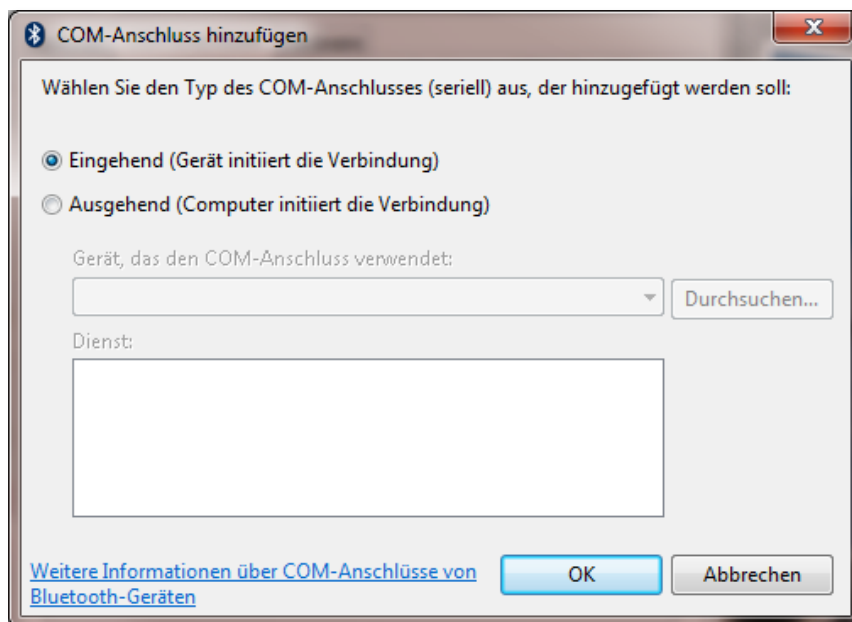 COM-Anschluss hinzufügen
Wählen Sie den Typ des COM-Anschlusses (seriell) aus, der hinzugefügt werden soll:
Eingehend (Gerät initiiert die Verbindung)
Ausgehend (Computer initiiert die Verbindung)
Gerät, das den COM-Anschluss verwendet:
Durchsuchen...
Dienst:
Weitere Informationen über COM-Anschlüsse von
Bluetooth-Geräten
OK
Abbrechen